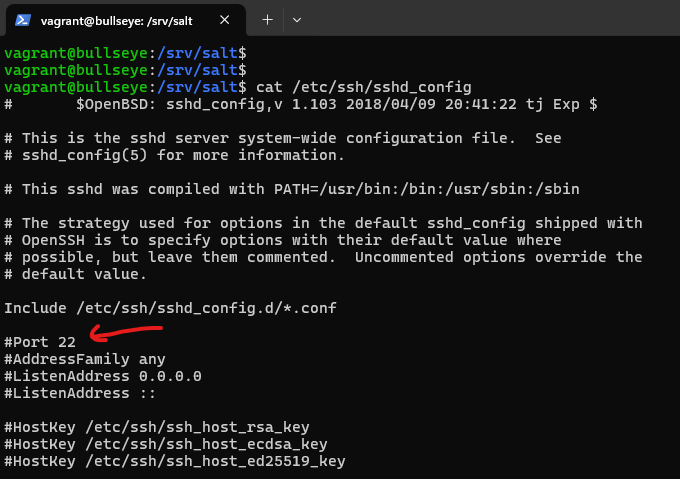 vagrant@bullseye: /srv/salt
vagrant@bullseye:/srv/salt$
vagrant@bullseye:/srv/salt$
vagrant@bullseye:/srv/salt$ cat /etc/ssh/sshd_config
#       $OpenBSD: sshd_config,v 1.103 2018/04/09 20:41:22 tj Exp $
# This is the sshd server system-wide configuration file.  See
# sshd_config(5) for more information.
# This sshd was compiled with PATH=/usr/bin:/bin:/usr/sbin:/sbin
# The strategy used for options in the default sshd_config shipped with
# OpenSSH is to specify options with their default value where
# possible, but leave them commented.  Uncommented options override the
# default value.
Include /etc/ssh/sshd_config.d/*.conf
#Port 22
#AddressFamily any
#ListenAddress 0.0.0.0
#ListenAddress ::
#HostKey /etc/ssh/ssh_host_rsa_key
#HostKey /etc/ssh/ssh_host_ecdsa_key
#HostKey /etc/ssh/ssh_host_ed25519_key